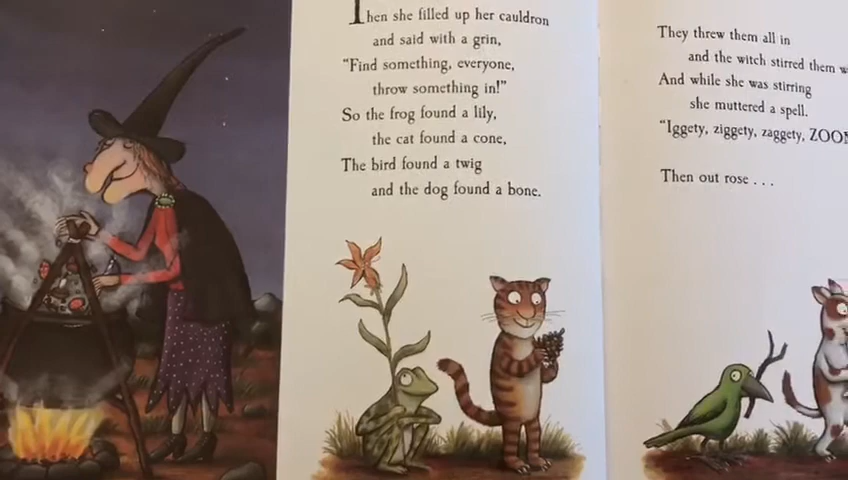 Then she filled up her cauldron
and said with a grin,
"Find something, everyone,
throw something in!"
So the frog found a lily,
the cat found a cone,
The bird found a twig
and the dog found a bone.
They threw them all in
and the witch stirred them
And while she was stirring
she muttered a spell.
"Iggety, ziggety, zaggety, ZOOM
Then out rose . . .